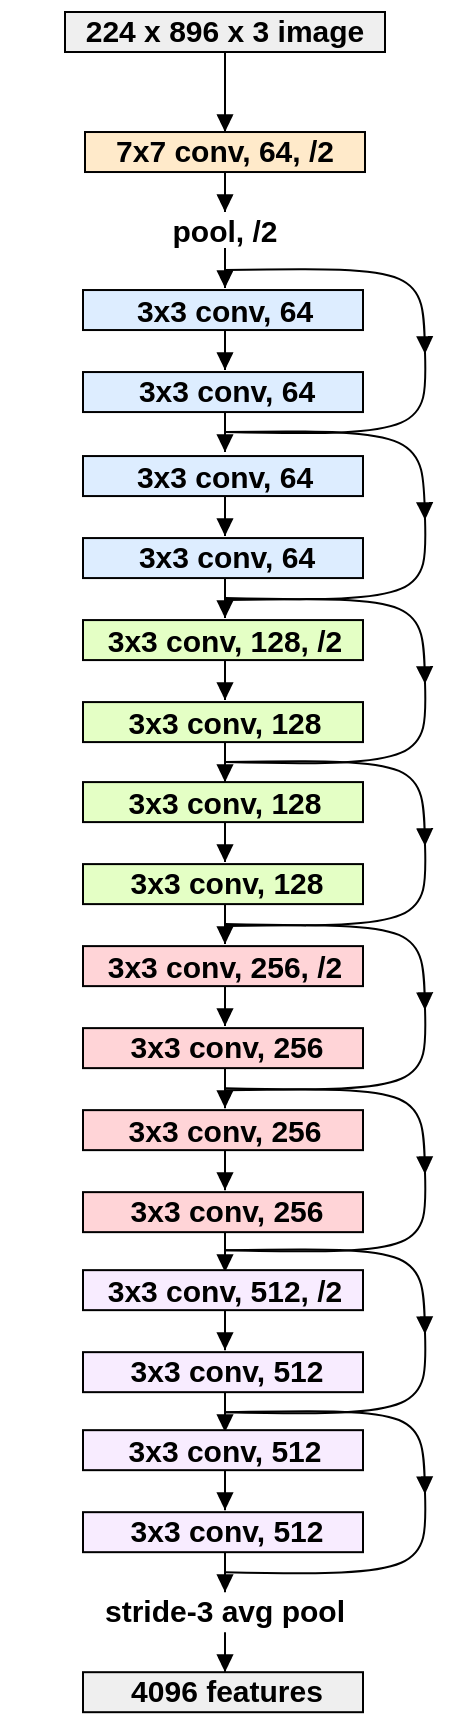 224 x 896 x 3 image
7x7 conv, 64, /2
pool, /2
3x3 conv, 64
3x3 conv, 64
3x3 conv, 64
3x3 conv, 64
3x3 conv, 128, /2
3x3 conv, 128
3x3 conv, 128
3x3 conv, 128
3x3 conv, 256, /2
3x3 conv, 256
3x3 conv, 256
3x3 conv, 256
3x3 conv, 512, /2
3x3 conv, 512
3x3 conv, 512
3x3 conv, 512
stride-3 avg pool
4096 features